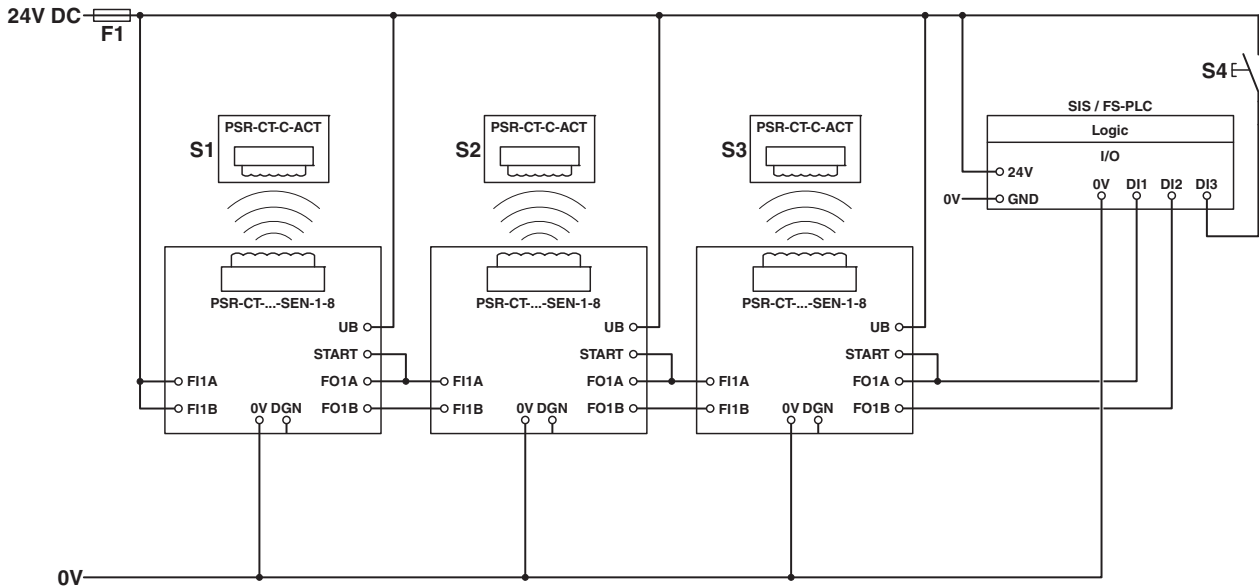 24V DC
F1
S4
SIS / FS-PLC
Logic
I/O
24V
0V DI1 DI2 DI3
0V GND
S1 PSR-CT-C-ACT
S2 PSR-CT-C-ACT
S3 PSR-CT-C-ACT
PSR-CT-...-SEN-1-8
UB
START
FI1A FO1A
FI1B 0V DGN FO1B
PSR-CT-...-SEN-1-8
UB
START
FI1A FO1A
FI1B 0V DGN FO1B
PSR-CT-...-SEN-1-8
UB
START
FI1A FO1A
FI1B 0V DGN FO1B
0V